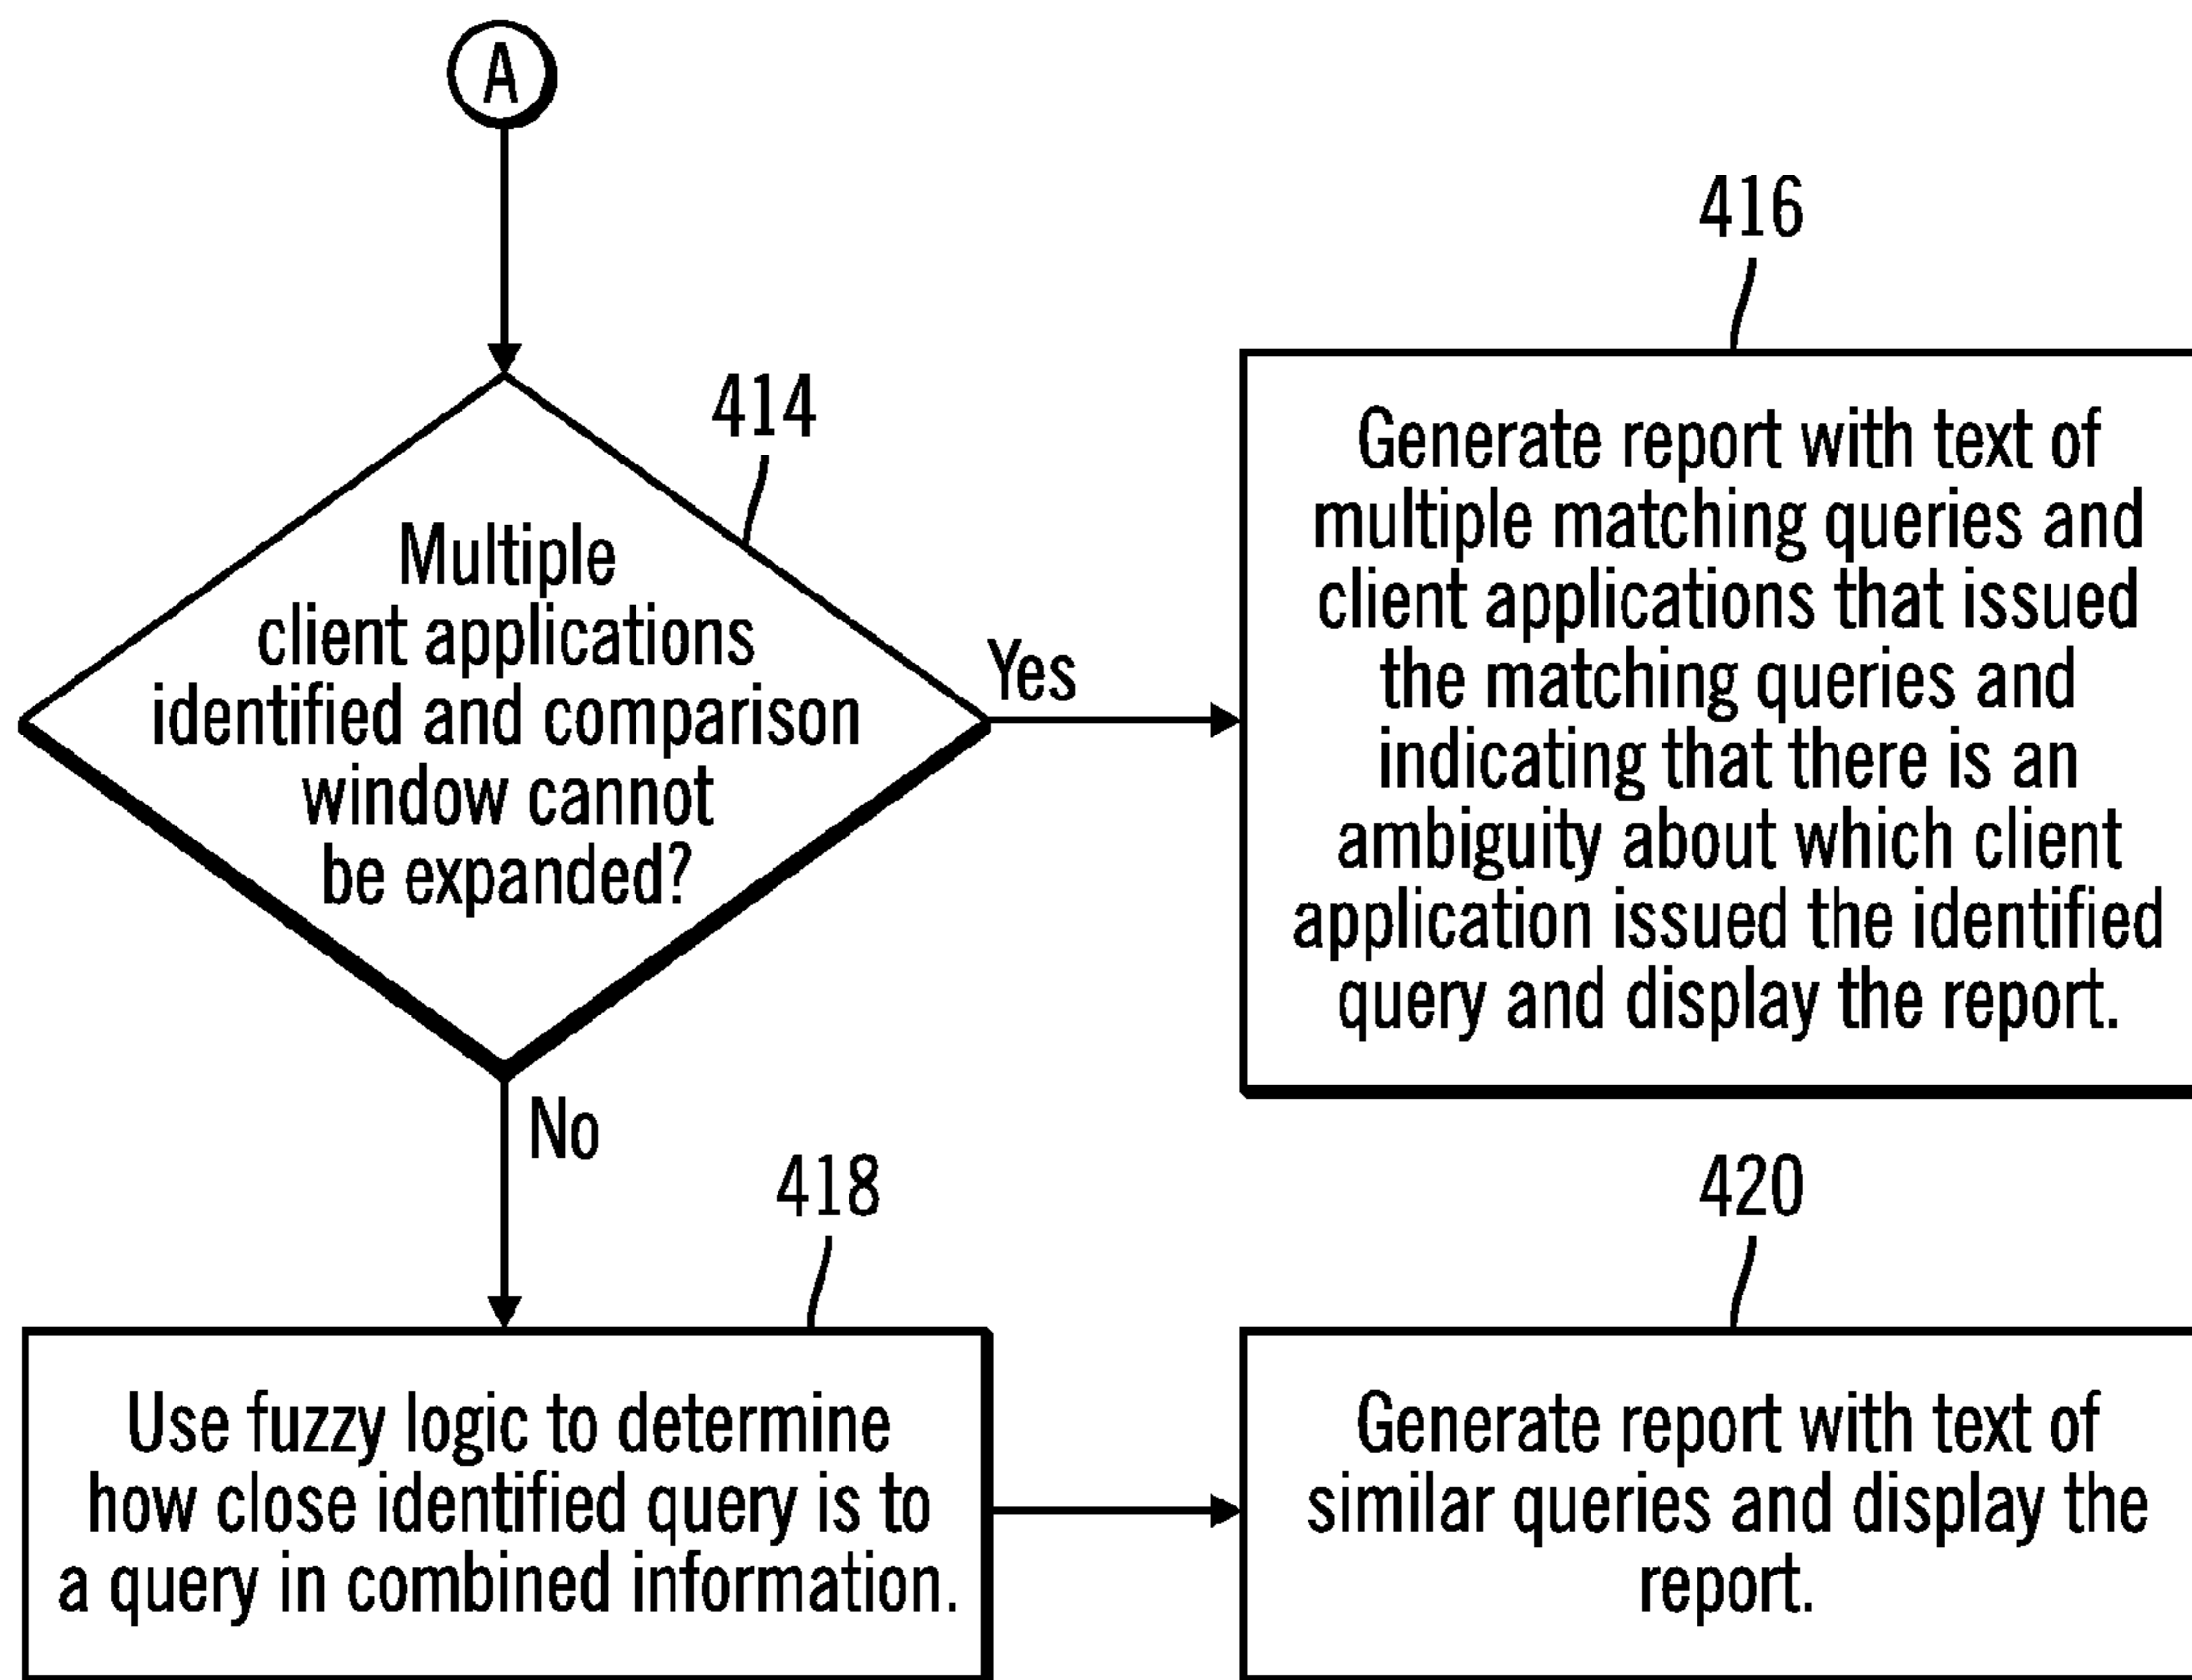 A
414
Multiple
client applications
identified and comparison
window cannot
be expanded?
Yes
416
Generate report with text of
multiple matching queries and
client applications that issued
the matching queries and
indicating that there is an
ambiguity about which client
application issued the identified
query and display the report.
No
418
Use fuzzy logic to determine
how close identified query is to
a query in combined information.
420
Generate report with text of
similar queries and display the
report.